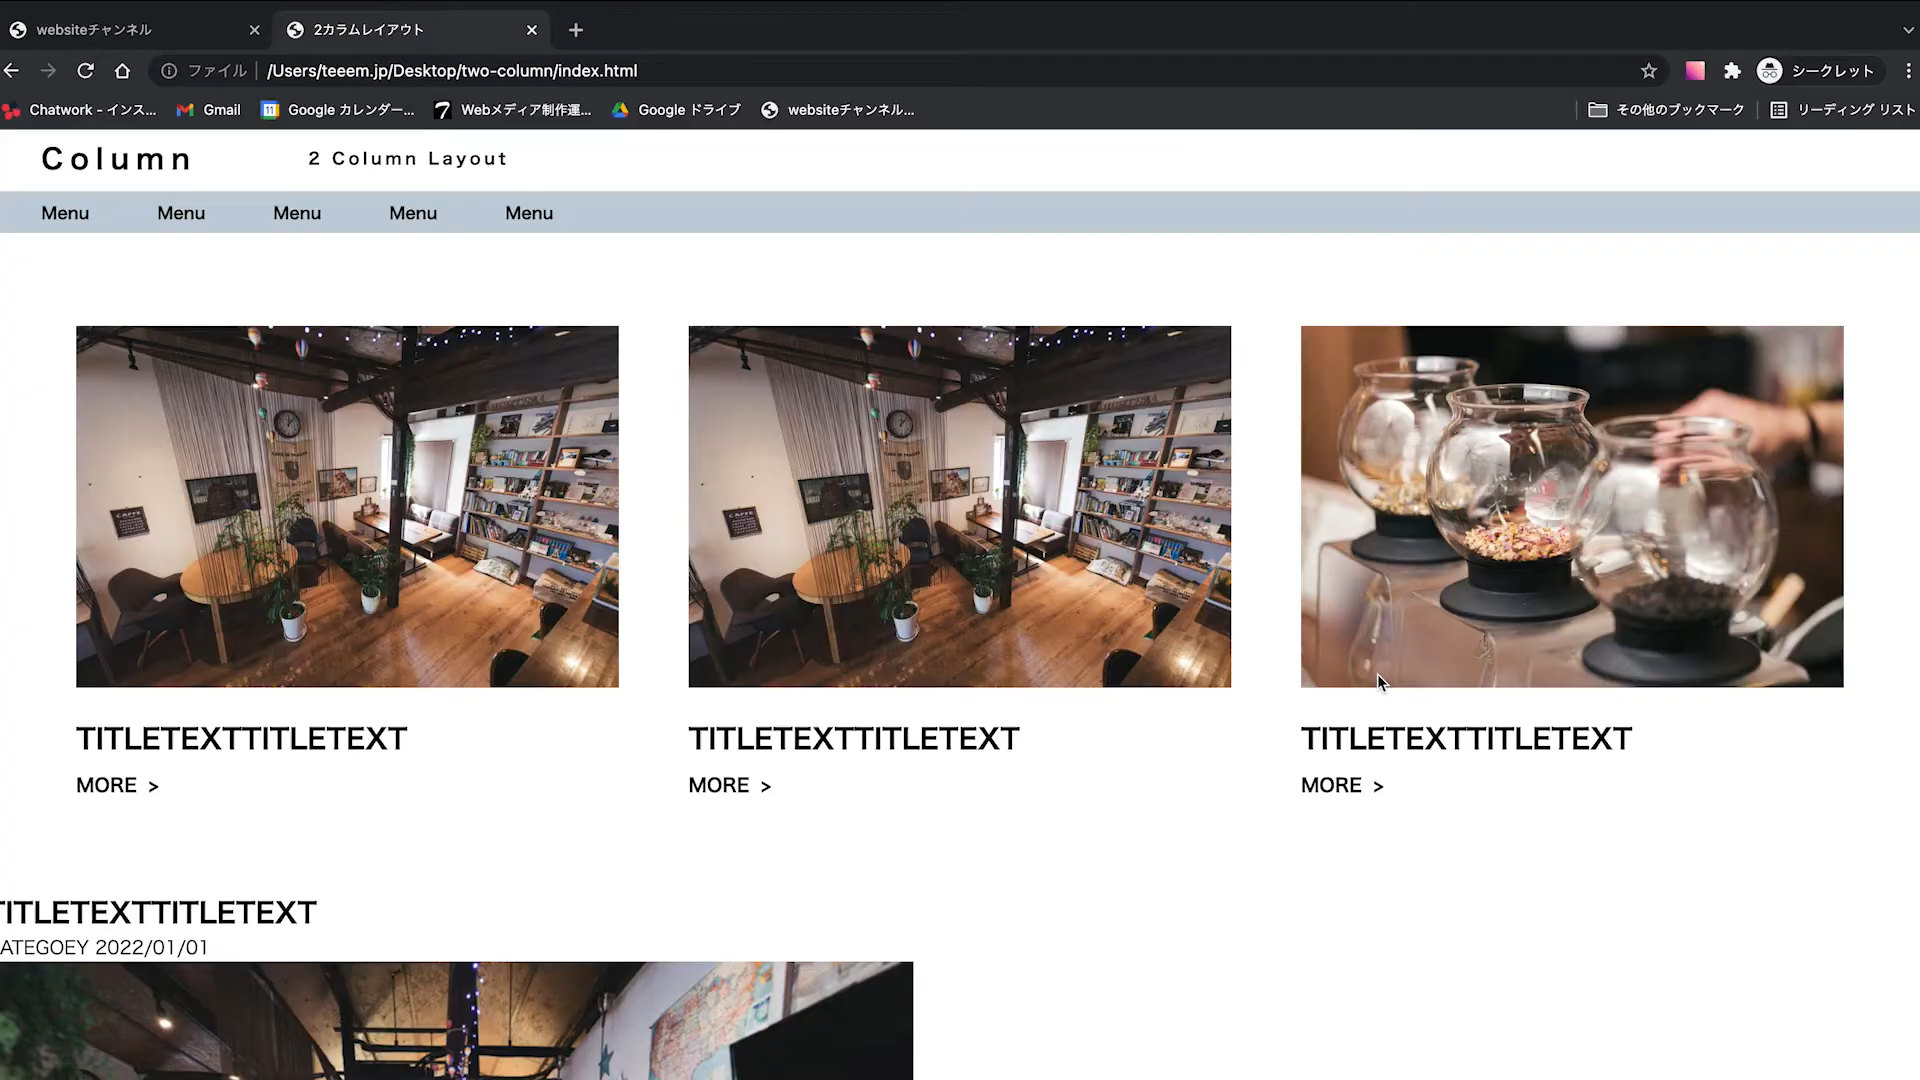 websiteチャンネル
2カラムレイアウト
ファイル
/Users/teeem.jp/Desktop/two-column/index.html
シークレット
Chatwork - インス...
Gmail
Google カレンダー...
Webメディア制作運...
Google ドライブ
websiteチャンネル...
その他のブックマーク
リーディング リスト
Column
2 Column Layout
Menu
Menu
Menu
Menu
Menu
TITLETEXTTITLETEXT
TITLETEXTTITLETEXT
TITLETEXTTITLETEXT
MORE >
MORE >
MORE >
TITLETEXTTITLETEXT
ATEGOEY 2022/01/01